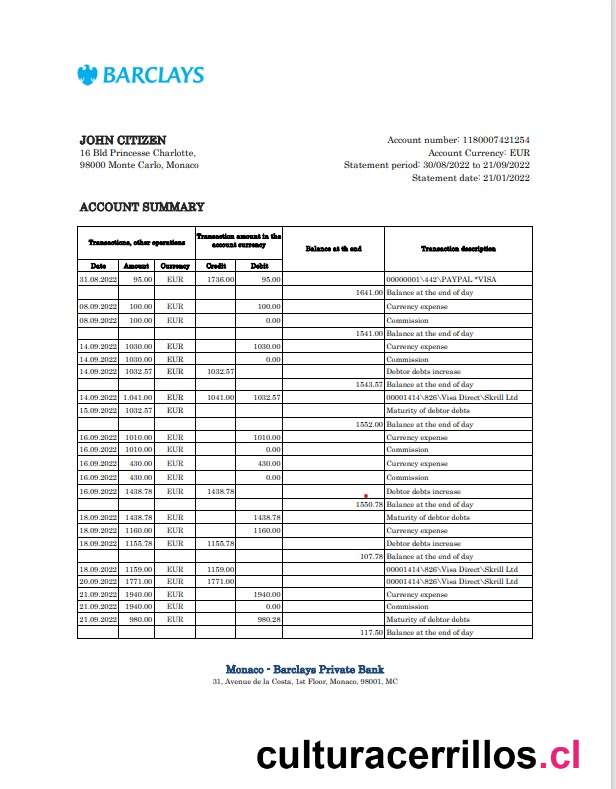 BARCLAYS
JOHN CITIZEN
16 Bld Princesse Charlotte,
98000 Monte Carlo, Monaco
Account number: 1180007421254
Account Currency: EUR
Statement period: 30/08/2022 to 21/09/2022
Statement date: 21/01/2022
ACCOUNT SUMMARY
Transactions, other operations
Transaction amount in the account currency
Balance at th end
Transaction description
Date Amount Currency Credit Debit
31.08.2022 95.00 EUR 1736.00 95.00 00000001\442\PAYPAL *VISA
1641.00 Balance at the end of day
08.09.2022 100.00 EUR 100.00 Currency expense
08.09.2022 100.00 EUR 0.00 Commission
1541.00 Balance at the end of day
14.09.2022 1030.00 EUR 1030.00 Currency expense
14.09.2022 1030.00 EUR 0.00 Commission
14.09.2022 1032.57 EUR 1032.57 Debtor debts increase
1543.57 Balance at the end of day
14.09.2022 1.041.00 EUR 1041.00 1032.57 00001414\826\Visa Direct\Skrill Ltd
15.09.2022 1032.57 EUR Maturity of debtor debts
1552.00 Balance at the end of day
16.09.2022 1010.00 EUR 1010.00 Currency expense
16.09.2022 1010.00 EUR 0.00 Commission
16.09.2022 430.00 EUR 430.00 Currency expense
16.09.2022 430.00 EUR 0.00 Commission
16.09.2022 1438.78 EUR 1438.78 Debtor debts increase
1550.78 Balance at the end of day
18.09.2022 1438.78 EUR 1438.78 Maturity of debtor debts
18.09.2022 1160.00 EUR 1160.00 Currency expense
18.09.2022 1155.78 EUR 1155.78 Debtor debts increase
107.78 Balance at the end of day
18.09.2022 1159.00 EUR 1159.00 00001414\826\Visa Direct\Skrill Ltd
20.09.2022 1771.00 EUR 1771.00 00001414\826\Visa Direct\Skrill Ltd
21.09.2022 1940.00 EUR 1940.00 Currency expense
21.09.2022 1940.00 EUR 0.00 Commission
21.09.2022 980.00 EUR 980.28 Maturity of debtor debts
117.50 Balance at the end of day
Monaco - Barclays Private Bank
31, Avenue de la Costa, 1st Floor, Monaco, 98001, MC
culturacerrillos.cl